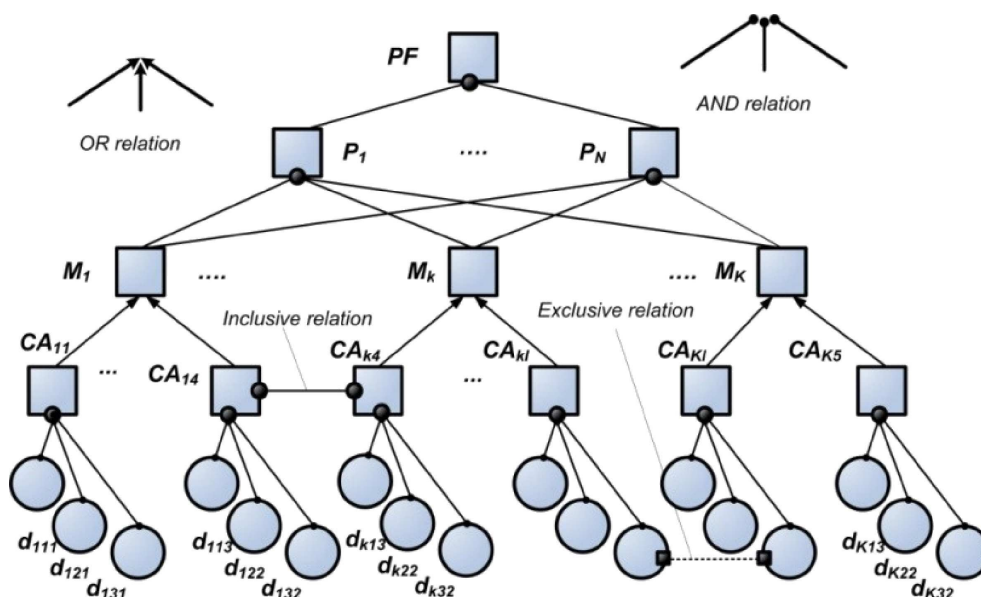 PF
OR relation
AND relation
P1
....
PN
M1
....
Mk
....
MK
Inclusive relation
Exclusive relation
CA11
...
CA14
CAk4
...
CAkl
CAKl
CAK5
d111
d121
d131
d113
d122
d132
dk13
dk22
dk32
dK13
dK22
dK32